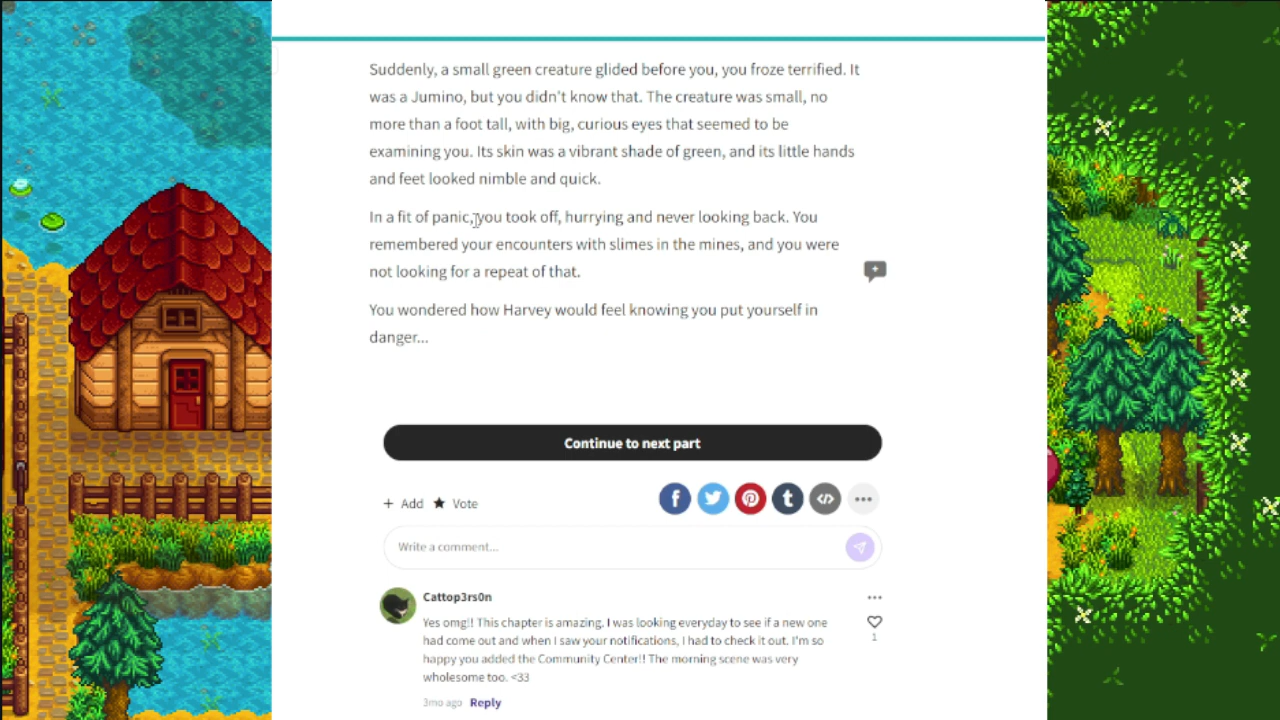 Suddenly, a small green creature glided before you, you froze terrified. It
was a Jumino, but you didn't know that. The creature was small, no
more than a foot tall, with big, curious eyes that seemed to be
examining you. Its skin was a vibrant shade of green, and its little hands
and feet looked nimble and quick.
In a fit of panic, you took off, hurrying and never looking back. You
remembered your encounters with slimes in the mines, and you were
not looking for a repeat of that.
You wondered how Harvey would feel knowing you put yourself in
danger...
Continue to next part
+ Add ★ Vote
Write a comment...
Cattop3rs0n
Yes omg!! This chapter is amazing. I was looking everyday to see if a new one
had come out and when I saw your notifications, I had to check it out. I'm so
happy you added the Community Center!! The morning scene was very
wholesome too. <33
1
3mo ago Reply